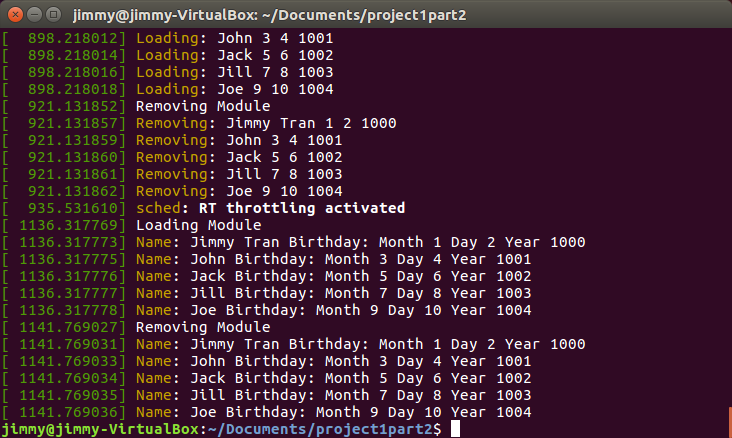 jimmy@jimmy-VirtualBox: ~/Documents/project1part2
[  898.218012] Loading: John 3 4 1001
[  898.218014] Loading: Jack 5 6 1002
[  898.218016] Loading: Jill 7 8 1003
[  898.218018] Loading: Joe 9 10 1004
[  921.131852] Removing Module
[  921.131857] Removing: Jimmy Tran 1 2 1000
[  921.131859] Removing: John 3 4 1001
[  921.131860] Removing: Jack 5 6 1002
[  921.131861] Removing: Jill 7 8 1003
[  921.131862] Removing: Joe 9 10 1004
[  935.531610] sched: RT throttling activated
[ 1136.317769] Loading Module
[ 1136.317773] Name: Jimmy Tran Birthday: Month 1 Day 2 Year 1000
[ 1136.317775] Name: John Birthday: Month 3 Day 4 Year 1001
[ 1136.317776] Name: Jack Birthday: Month 5 Day 6 Year 1002
[ 1136.317777] Name: Jill Birthday: Month 7 Day 8 Year 1003
[ 1136.317778] Name: Joe Birthday: Month 9 Day 10 Year 1004
[ 1141.769027] Removing Module
[ 1141.769031] Name: Jimmy Tran Birthday: Month 1 Day 2 Year 1000
[ 1141.769033] Name: John Birthday: Month 3 Day 4 Year 1001
[ 1141.769034] Name: Jack Birthday: Month 5 Day 6 Year 1002
[ 1141.769035] Name: Jill Birthday: Month 7 Day 8 Year 1003
[ 1141.769036] Name: Joe Birthday: Month 9 Day 10 Year 1004
jimmy@jimmy-VirtualBox:~/Documents/project1part2$